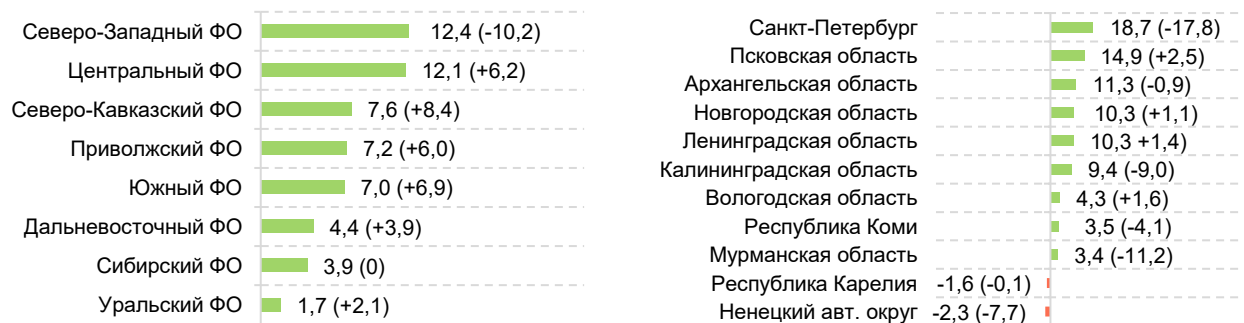 Северо-Западный ФО 12,4 (-10,2)
Центральный ФО 12,1 (+6,2)
Северо-Кавказский ФО 7,6 (+8,4)
Приволжский ФО 7,2 (+6,0)
Южный ФО 7,0 (+6,9)
Дальневосточный ФО 4,4 (+3,9)
Сибирский ФО 3,9 (0)
Уральский ФО 1,7 (+2,1)
Санкт-Петербург 18,7 (-17,8)
Псковская область 14,9 (+2,5)
Архангельская область 11,3 (-0,9)
Новгородская область 10,3 (+1,1)
Ленинградская область 10,3 +1,4)
Калининградская область 9,4 (-9,0)
Вологодская область 4,3 (+1,6)
Республика Коми 3,5 (-4,1)
Мурманская область 3,4 (-11,2)
Республика Карелия -1,6 (-0,1)
Ненецкий авт. округ -2,3 (-7,7)